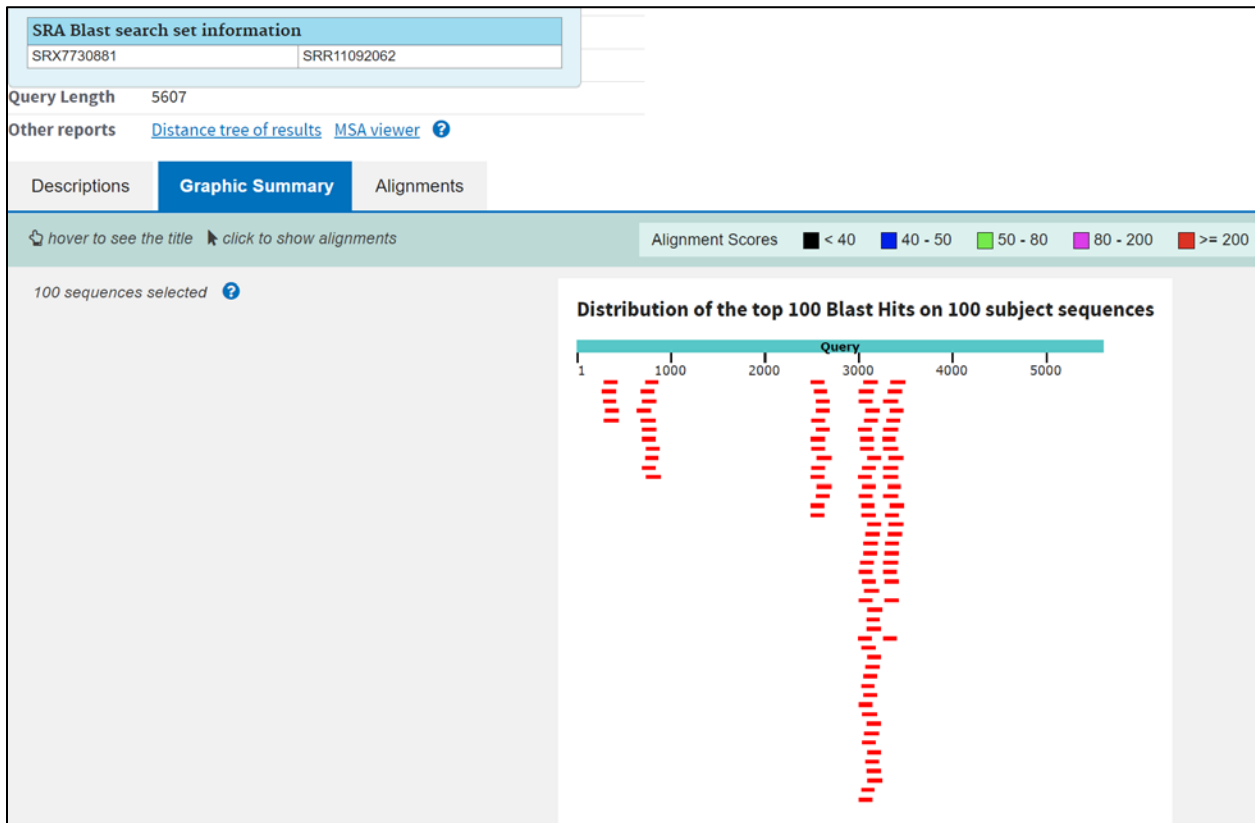 SRA Blast search set information
SRX7730881 SRR11092062
Query Length 5607
Other reports Distance tree of results MSA viewer ?
Descriptions Graphic Summary Alignments
hover to see the title click to show alignments Alignment Scores < 40 40 - 50 50 - 80 80 - 200 >= 200
100 sequences selected ?
Distribution of the top 100 Blast Hits on 100 subject sequences
Query
1 1000 2000 3000 4000 5000